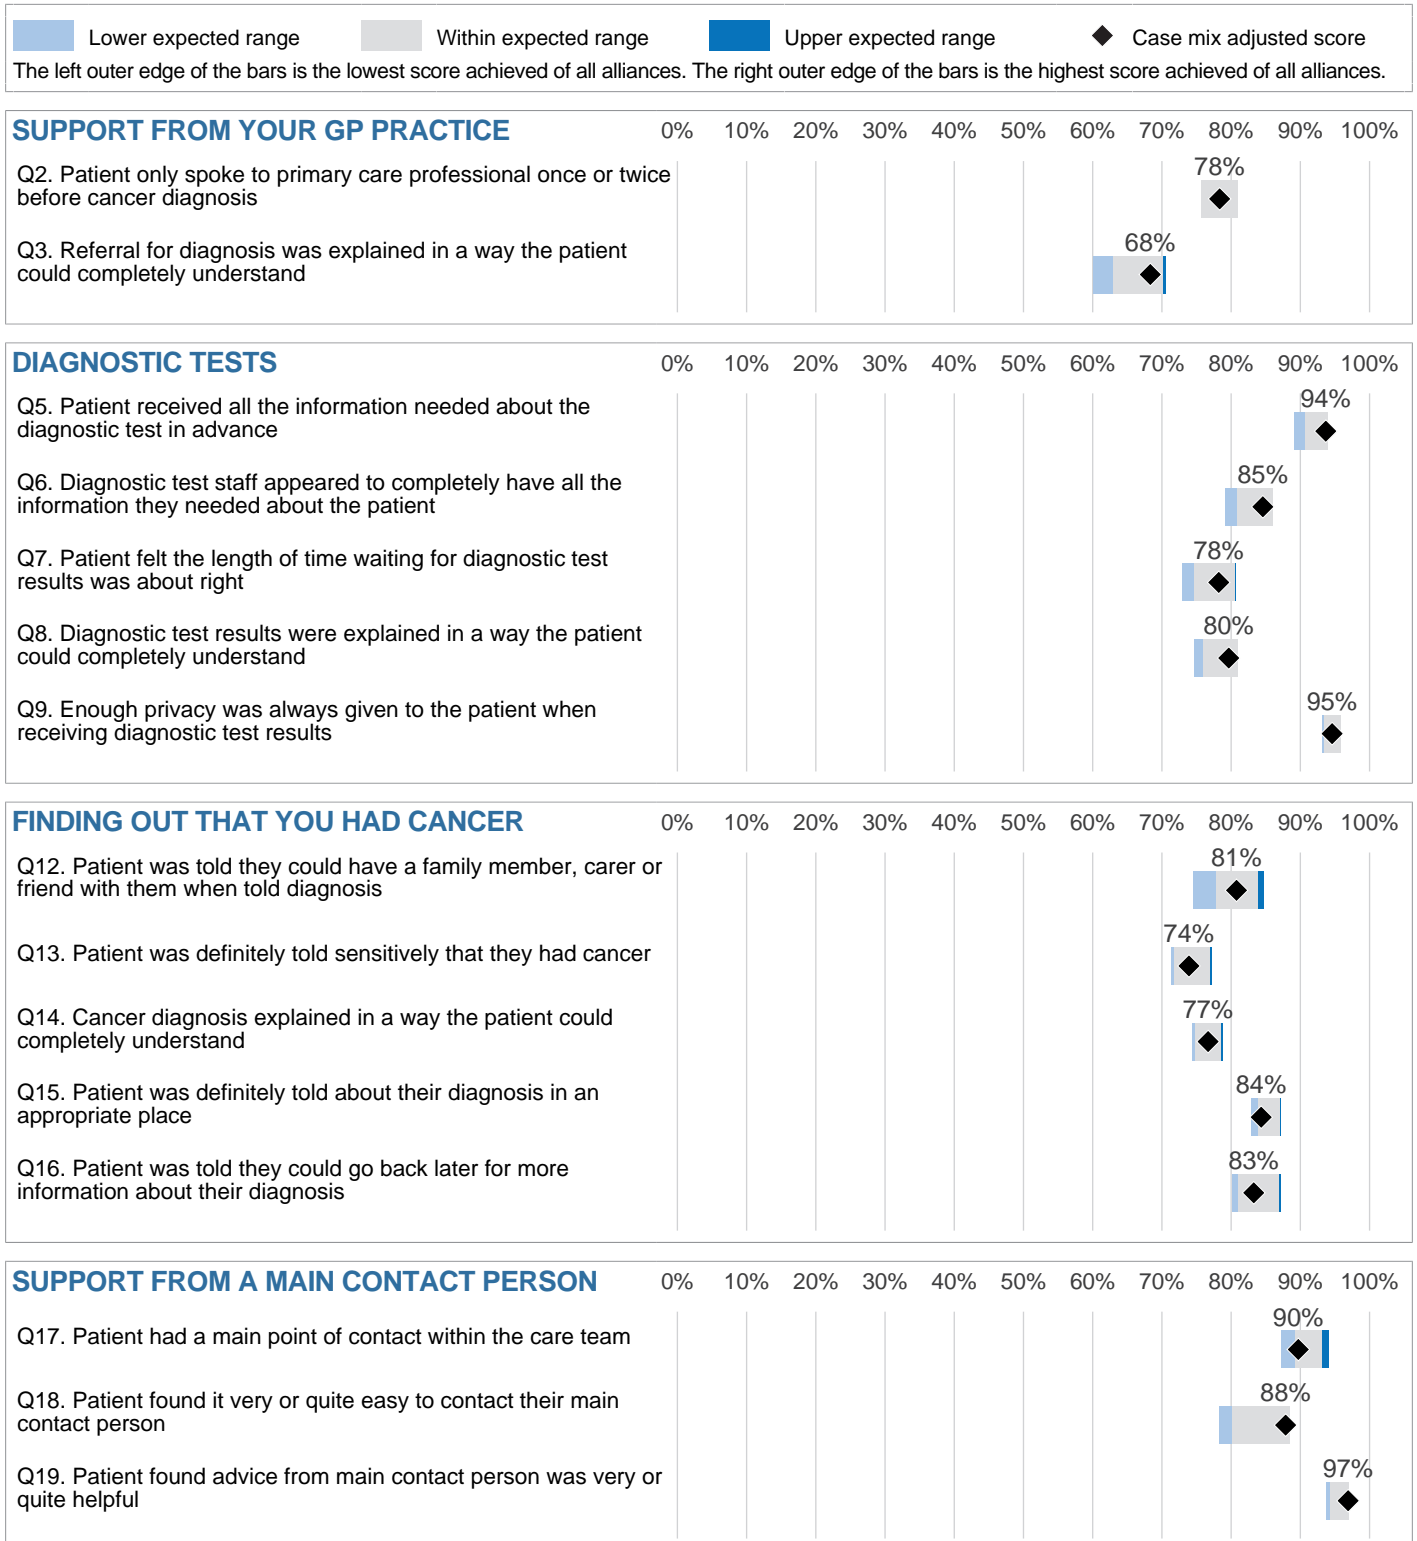 Lower expected range Within expected range Upper expected range Case mix adjusted score
The left outer edge of the bars is the lowest score achieved of all alliances. The right outer edge of the bars is the highest score achieved of all alliances.
SUPPORT FROM YOUR GP PRACTICE 0% 10% 20% 30% 40% 50% 60% 70% 80% 90% 100%
Q2. Patient only spoke to primary care professional once or twice
before cancer diagnosis
78%
Q3. Referral for diagnosis was explained in a way the patient
could completely understand
68%
DIAGNOSTIC TESTS 0% 10% 20% 30% 40% 50% 60% 70% 80% 90% 100%
Q5. Patient received all the information needed about the
diagnostic test in advance
94%
Q6. Diagnostic test staff appeared to completely have all the
information they needed about the patient
85%
Q7. Patient felt the length of time waiting for diagnostic test
results was about right
78%
Q8. Diagnostic test results were explained in a way the patient
could completely understand
80%
Q9. Enough privacy was always given to the patient when
receiving diagnostic test results
95%
FINDING OUT THAT YOU HAD CANCER 0% 10% 20% 30% 40% 50% 60% 70% 80% 90% 100%
Q12. Patient was told they could have a family member, carer or
friend with them when told diagnosis
81%
Q13. Patient was definitely told sensitively that they had cancer
74%
Q14. Cancer diagnosis explained in a way the patient could
completely understand
77%
Q15. Patient was definitely told about their diagnosis in an
appropriate place
84%
Q16. Patient was told they could go back later for more
information about their diagnosis
83%
SUPPORT FROM A MAIN CONTACT PERSON 0% 10% 20% 30% 40% 50% 60% 70% 80% 90% 100%
Q17. Patient had a main point of contact within the care team
90%
Q18. Patient found it very or quite easy to contact their main
contact person
88%
Q19. Patient found advice from main contact person was very or
quite helpful
97%